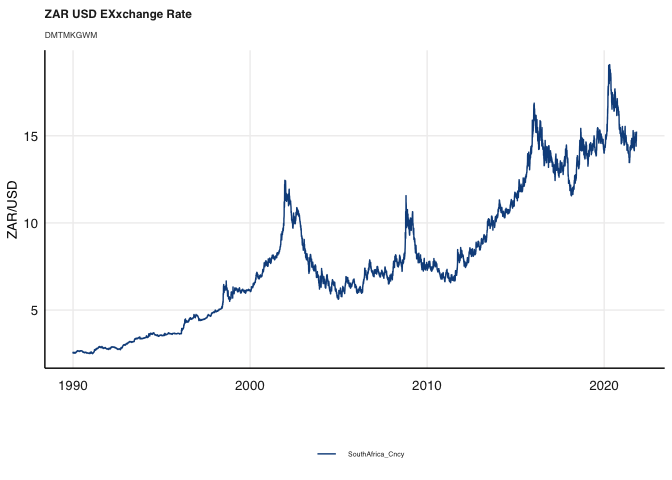 ZAR USD EXxchange Rate
DMTMKGWM
ZAR/USD
15
10
5
1990
2000
2010
2020
SouthAfrica_Cncy